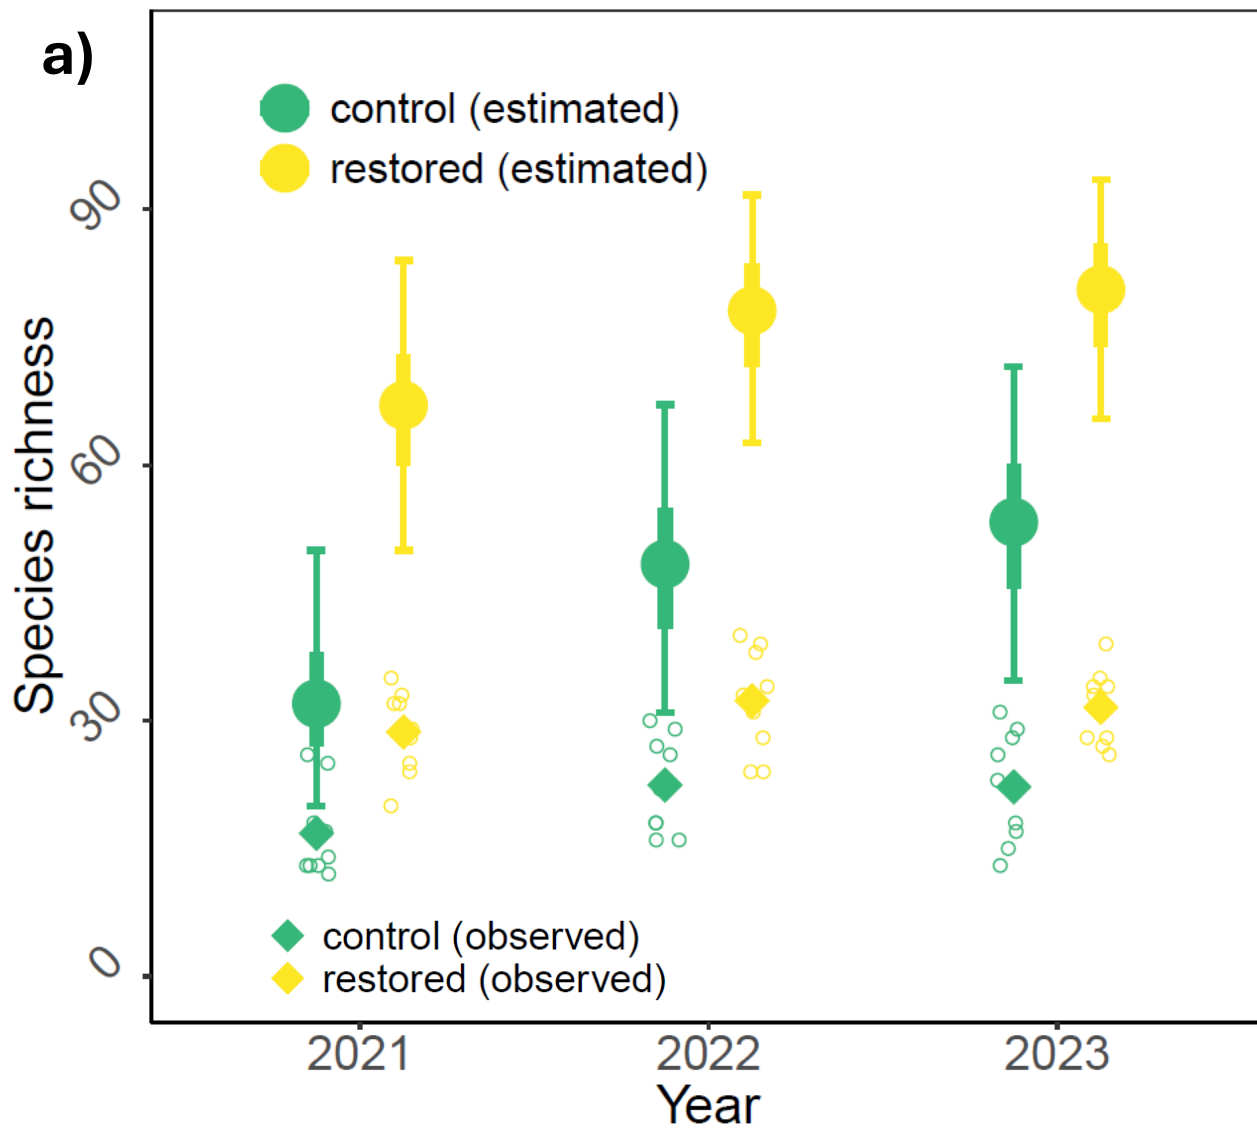 a)
control (estimated)
restored (estimated)
90
60
30
0
Species richness
control (observed)
restored (observed)
2021 2022 2023
Year